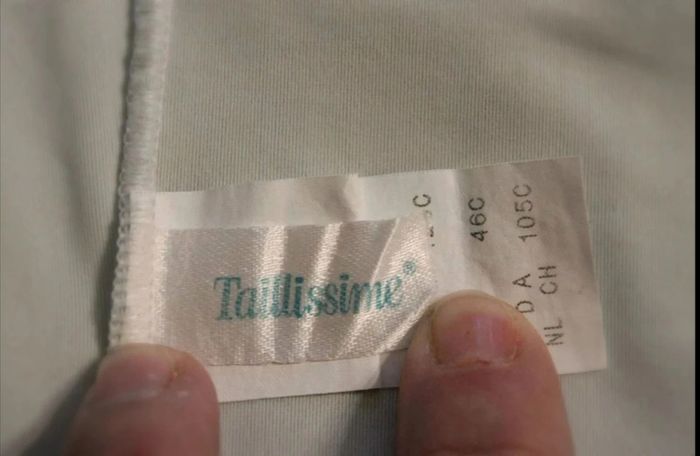 Taillissime®
46C
D A 105C
NL CH